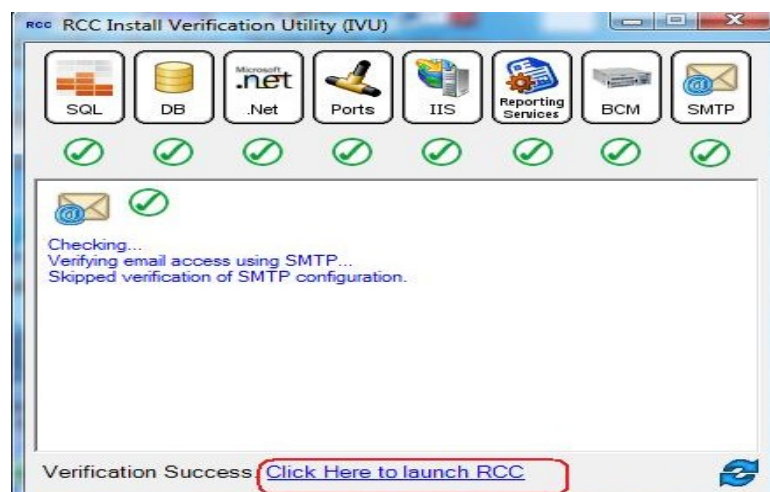 RCC RCC Install Verification Utility (IVU)
SQL DB Microsoft .net .Net Ports IIS Reporting Services BCM SMTP
Checking...
Verifying email access using SMTP...
Skipped verification of SMTP configuration.
Verification Success. Click Here to launch RCC